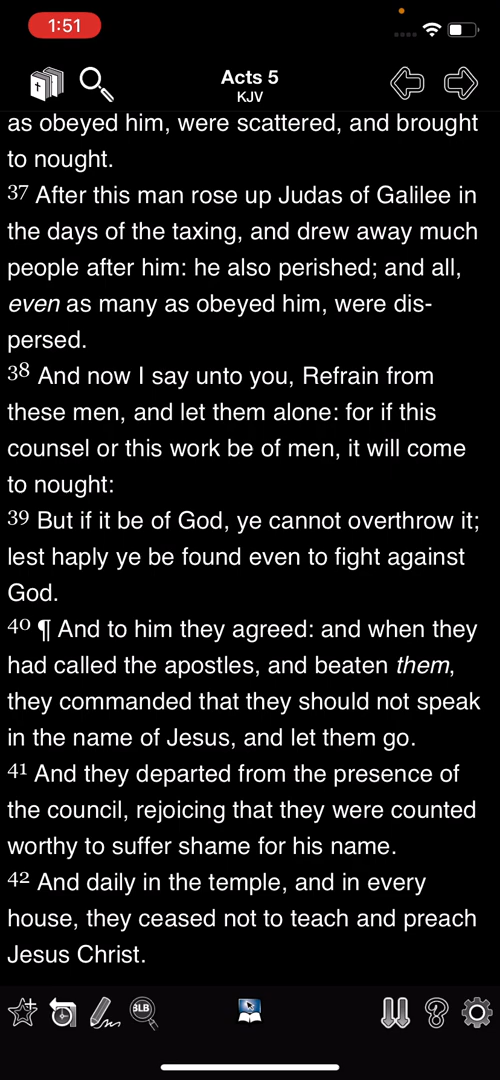 1:51
Acts 5
KJV
as obeyed him, were scattered, and brought
to nought.
37 After this man rose up Judas of Galilee in
the days of the taxing, and drew away much
people after him: he also perished; and all,
even as many as obeyed him, were dis-
persed.
38 And now I say unto you, Refrain from
these men, and let them alone: for if this
counsel or this work be of men, it will come
to nought:
39 But if it be of God, ye cannot overthrow it;
lest haply ye be found even to fight against
God.
40 ¶ And to him they agreed: and when they
had called the apostles, and beaten them,
they commanded that they should not speak
in the name of Jesus, and let them go.
41 And they departed from the presence of
the council, rejoicing that they were counted
worthy to suffer shame for his name.
42 And daily in the temple, and in every
house, they ceased not to teach and preach
Jesus Christ.
BLB